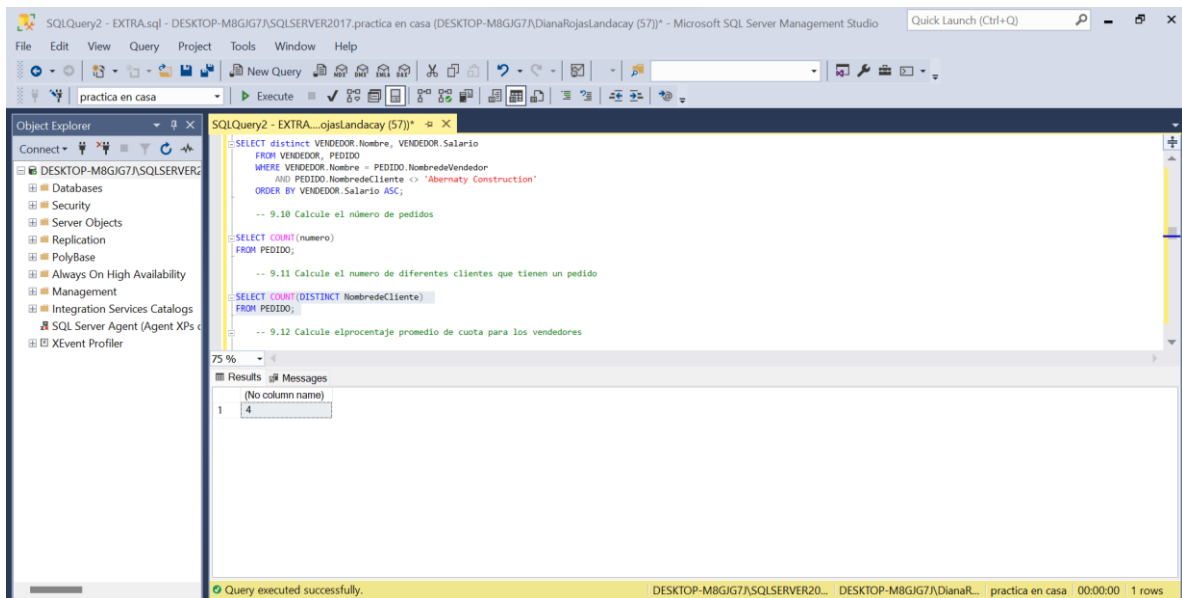 SQLQuery2 - EXTRA.sql - DESKTOP-M8GJG7J\SQLSERVER2017.practica en casa (DESKTOP-M8GJG7J\DianaRojasLandacay (57))* - Microsoft SQL Server Management Studio
Quick Launch (Ctrl+Q)
File Edit View Query Project Tools Window Help
New Query
practica en casa
Execute
Object Explorer
SQLQuery2 - EXTRA....ojasLandacay (57))*
Connect
DESKTOP-M8GJG7J\SQLSERVER2
Databases
Security
Server Objects
Replication
PolyBase
Always On High Availability
Management
Integration Services Catalogs
SQL Server Agent (Agent XPs d
XEvent Profiler
SELECT distinct VENDEDOR.Nombre, VENDEDOR.Salario
FROM VENDEDOR, PEDIDO
WHERE VENDEDOR.Nombre = PEDIDO.NombredeVendedor
AND PEDIDO.NombredeCliente <> 'Abernaty Construction'
ORDER BY VENDEDOR.Salario ASC;
-- 9.10 Calcule el número de pedidos
SELECT COUNT(numero)
FROM PEDIDO;
-- 9.11 Calcule el numero de diferentes clientes que tienen un pedido
SELECT COUNT(DISTINCT NombredeCliente)
FROM PEDIDO;
-- 9.12 Calcule elprocentaje promedio de cuota para los vendedores
75 %
Results Messages
(No column name)
1 4
Query executed successfully.
DESKTOP-M8GJG7J\SQLSERVER20... DESKTOP-M8GJG7J\DianaR... practica en casa 00:00:00 1 rows